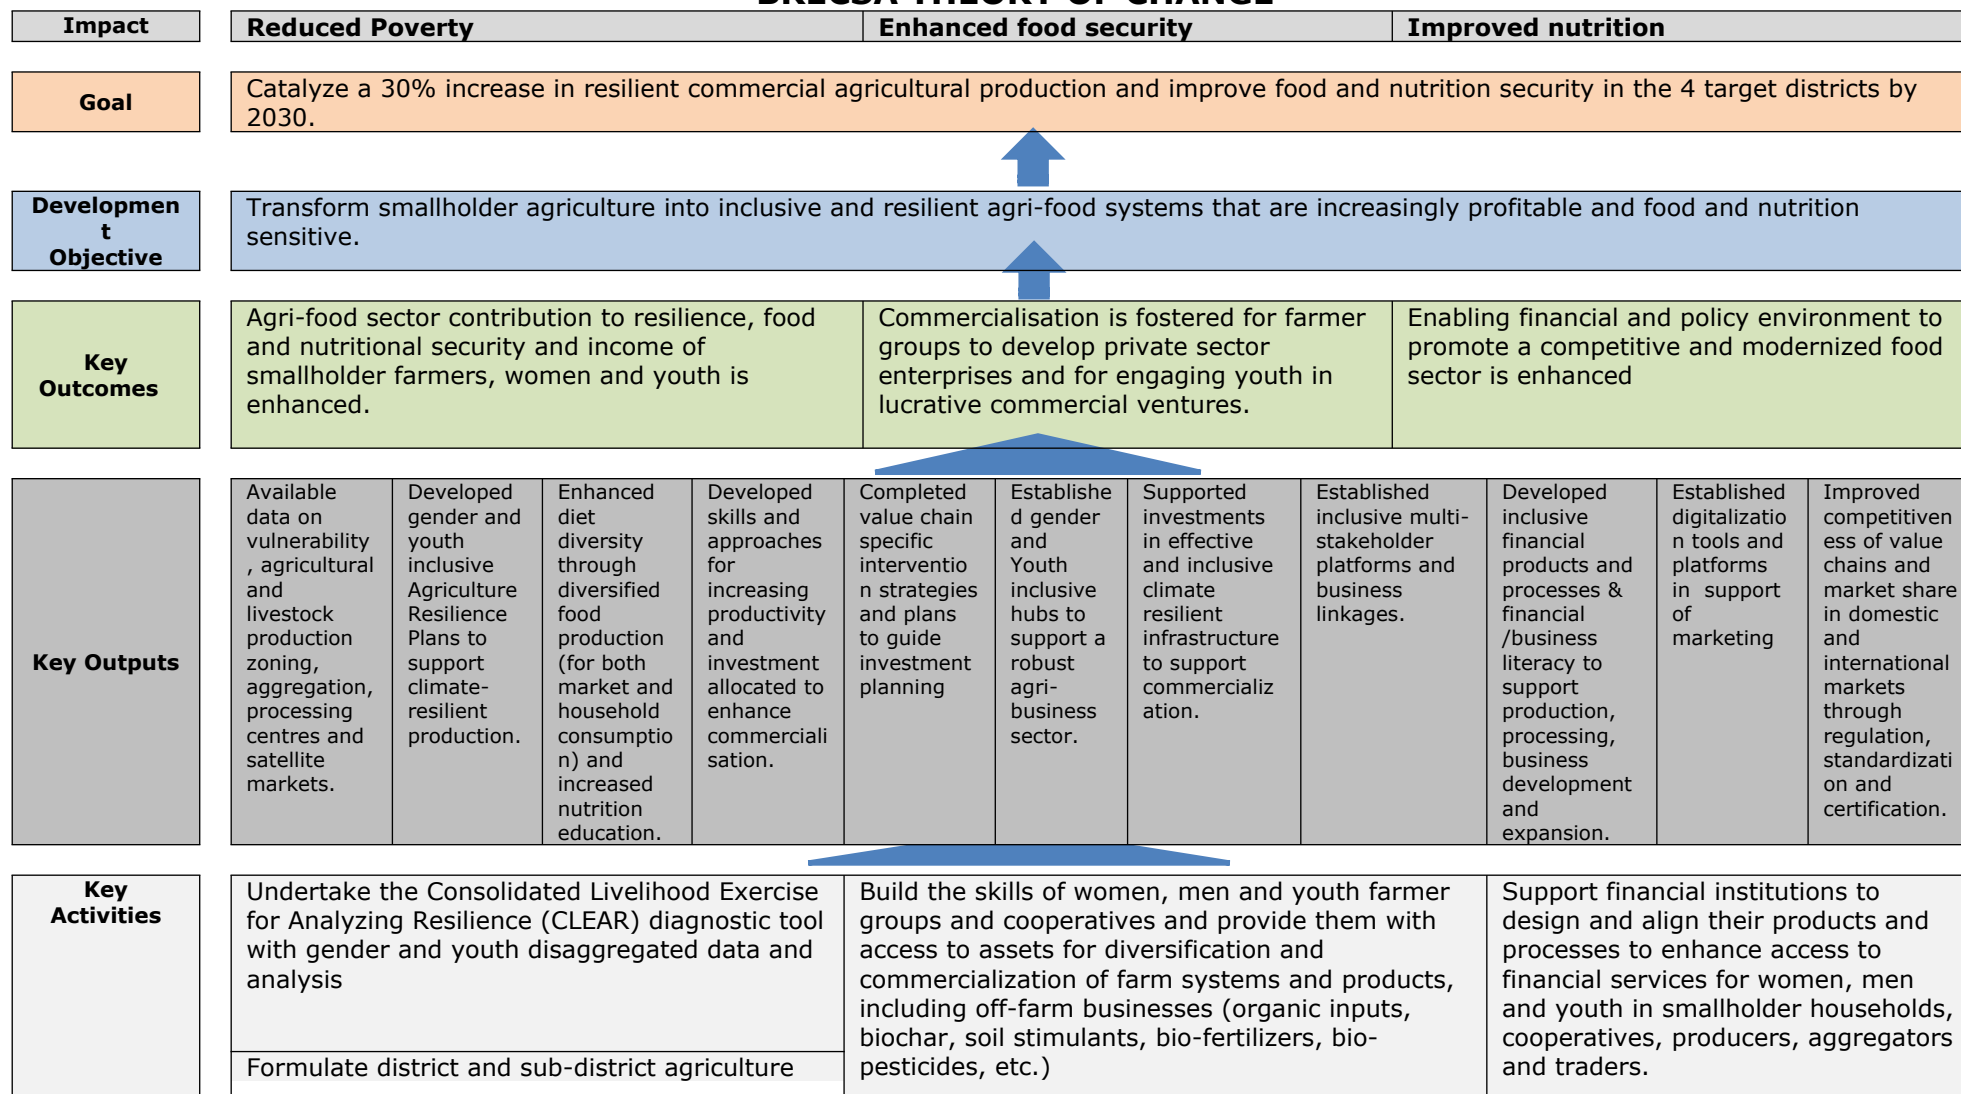 BRECSA THEORY OF CHANGE
Impact
Reduced Poverty
Enhanced food security
Improved nutrition
Goal
Catalyze a 30% increase in resilient commercial agricultural production and improve food and nutrition security in the 4 target districts by
2030.
Developmen
t
Objective
Transform smallholder agriculture into inclusive and resilient agri-food systems that are increasingly profitable and food and nutrition
sensitive.
Key
Outcomes
Agri-food sector contribution to resilience, food
and nutritional security and income of
smallholder farmers, women and youth is
enhanced.
Commercialisation is fostered for farmer
groups to develop private sector
enterprises and for engaging youth in
lucrative commercial ventures.
Enabling financial and policy environment to
promote a competitive and modernized food
sector is enhanced
Key Outputs
Available
data on
vulnerability
, agricultural
and
livestock
production
zoning,
aggregation,
processing
centres and
satellite
markets.
Developed
gender and
youth
inclusive
Agriculture
Resilience
Plans to
support
climate-
resilient
production.
Enhanced
diet
diversity
through
diversified
food
production
(for both
market and
household
consumptio
n) and
increased
nutrition
education.
Developed
skills and
approaches
for
increasing
productivity
and
investment
allocated to
enhance
commerciali
sation.
Completed
value chain
specific
interventio
n strategies
and plans
to guide
investment
planning
Establishe
d gender
and
Youth
inclusive
hubs to
support a
robust
agri-
business
sector.
Supported
investments
in effective
and inclusive
climate
resilient
infrastructure
to support
commercializ
ation.
Established
inclusive multi-
stakeholder
platforms and
business
linkages.
Developed
inclusive
financial
products and
processes &
financial
/business
literacy to
support
production,
processing,
business
development
and
expansion.
Established
digitalizatio
n tools and
platforms
in support
of
marketing
Improved
competitiven
ess of value
chains and
market share
in domestic
and
international
markets
through
regulation,
standardizati
on and
certification.
Key
Activities
Undertake the Consolidated Livelihood Exercise
for Analyzing Resilience (CLEAR) diagnostic tool
with gender and youth disaggregated data and
analysis
Formulate district and sub-district agriculture
Build the skills of women, men and youth farmer
groups and cooperatives and provide them with
access to assets for diversification and
commercialization of farm systems and products,
including off-farm businesses (organic inputs,
biochar, soil stimulants, bio-fertilizers, bio-
pesticides, etc.)
Support financial institutions to
design and align their products and
processes to enhance access to
financial services for women, men
and youth in smallholder households,
cooperatives, producers, aggregators
and traders.